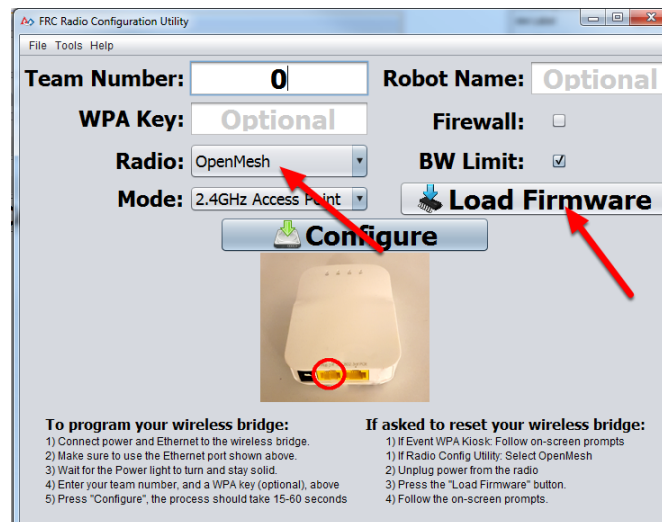 FRC Radio Configuration Utility
File Tools Help
Team Number: 0 Robot Name: Optional
WPA Key: Optional Firewall:
Radio: OpenMesh BW Limit:
Mode: 2.4GHz Access Point Load Firmware
Configure
To program your wireless bridge:
1) Connect power and Ethernet to the wireless bridge.
2) Make sure to use the Ethernet port shown above.
3) Wait for the Power light to turn and stay solid.
4) Enter your team number, and a WPA key (optional), above
5) Press "Configure", the process should take 15-60 seconds
If asked to reset your wireless bridge:
1) If Event WPA Kiosk: Follow on-screen prompts
1) If Radio Config Utility: Select OpenMesh
2) Unplug power from the radio
3) Press the "Load Firmware" button.
4) Follow the on-screen prompts.